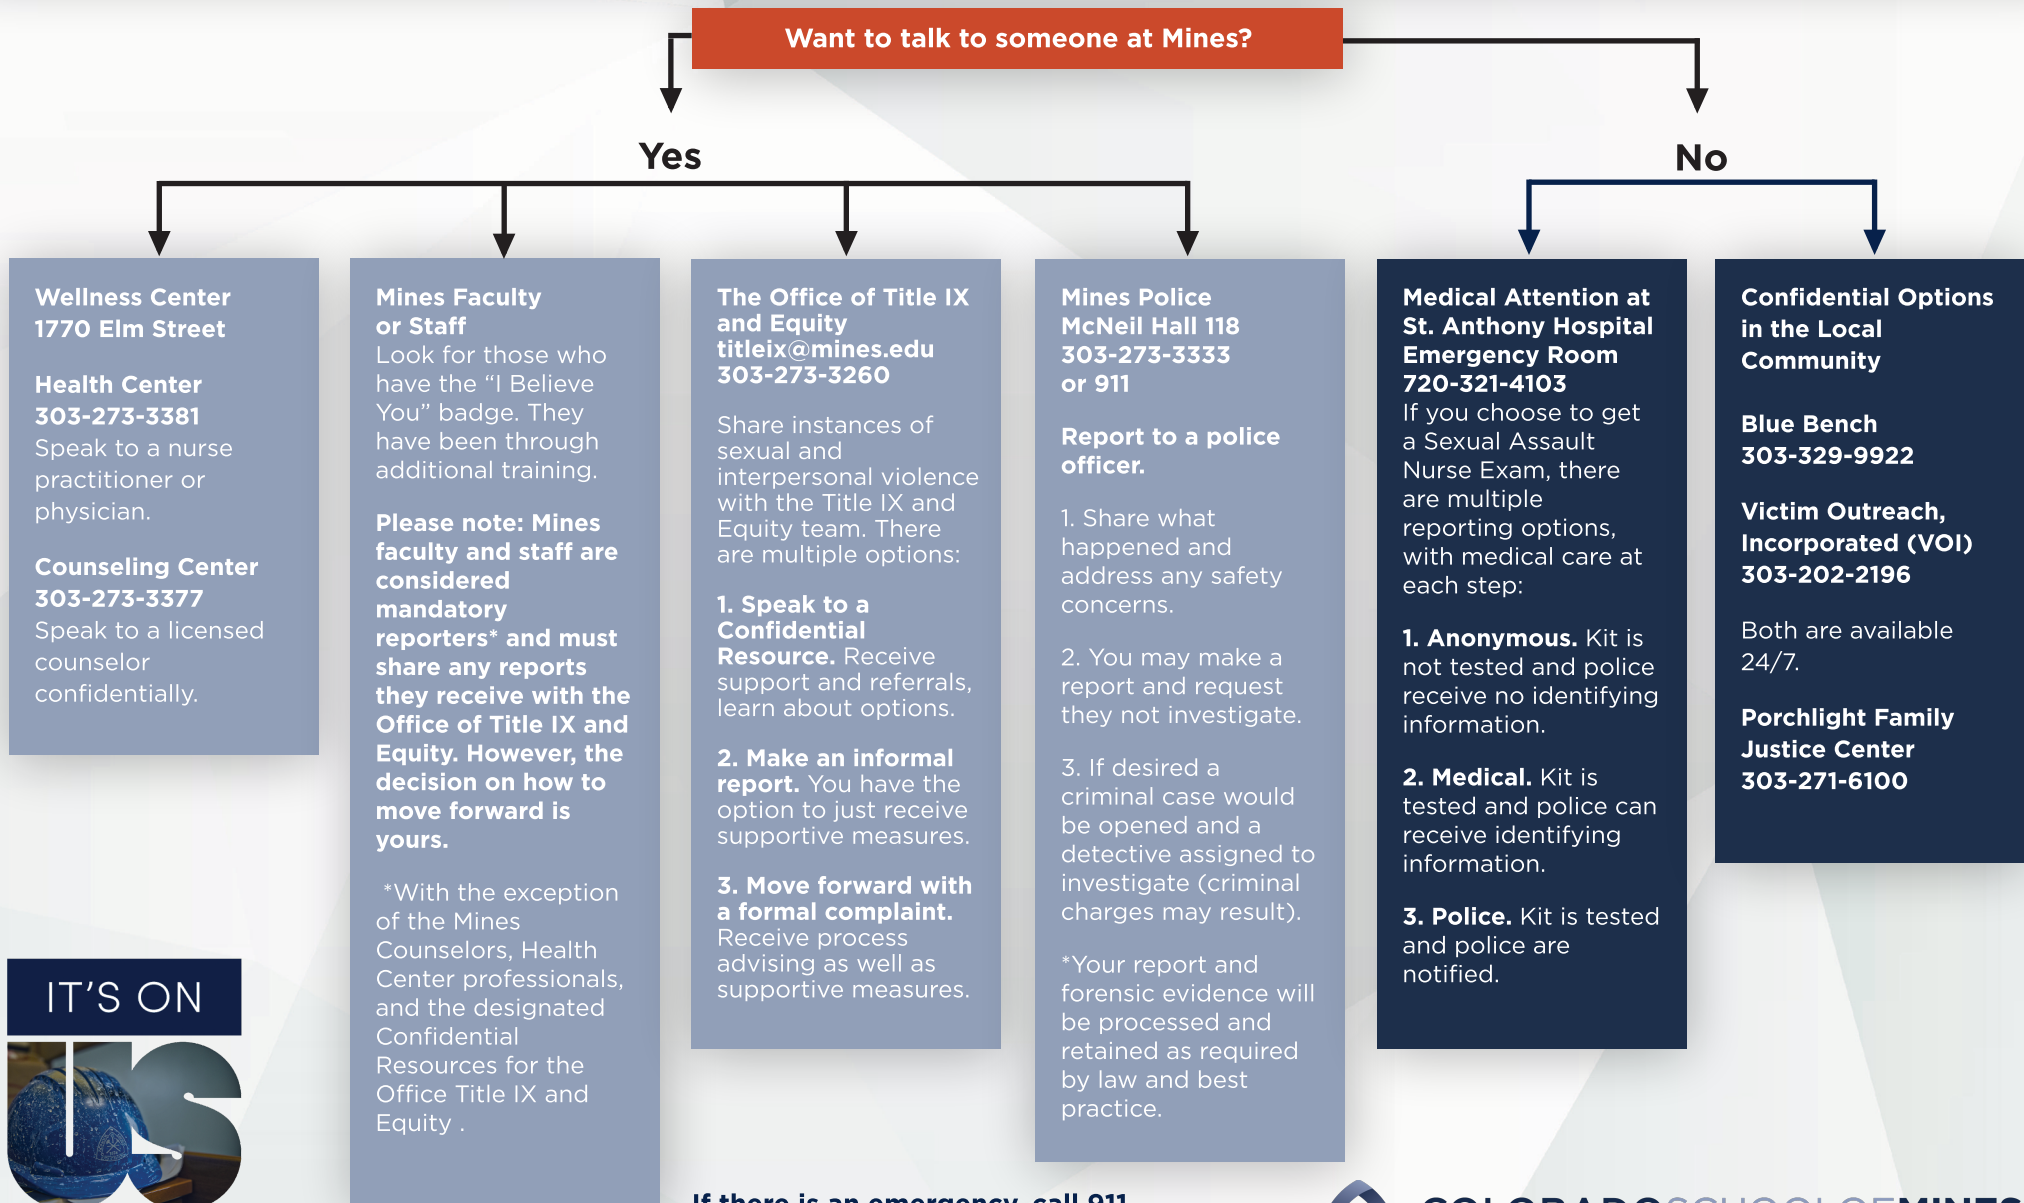 Want to talk to someone at Mines?
Yes
No
Wellness Center
1770 Elm Street
Health Center
303-273-3381
Speak to a nurse
practitioner or
physician.
Counseling Center
303-273-3377
Speak to a licensed
counselor
confidentially.
Mines Faculty
or Staff
Look for those who
have the “I Believe
You” badge. They
have been through
additional training.
Please note: Mines
faculty and staff are
considered
mandatory
reporters* and must
share any reports
they receive with the
Office of Title IX and
Equity. However, the
decision on how to
move forward is
yours.
*With the exception
of the Mines
Counselors, Health
Center professionals,
and the designated
Confidential
Resources for the
Office Title IX and
Equity .
The Office of Title IX
and Equity
titleix@mines.edu
303-273-3260
Share instances of
sexual and
interpersonal violence
with the Title IX and
Equity team. There
are multiple options:
1. Speak to a
Confidential
Resource. Receive
support and referrals,
learn about options.
2. Make an informal
report. You have the
option to just receive
supportive measures.
3. Move forward with
a formal complaint.
Receive process
advising as well as
supportive measures.
Mines Police
McNeil Hall 118
303-273-3333
or 911
Report to a police
officer.
1. Share what
happened and
address any safety
concerns.
2. You may make a
report and request
they not investigate.
3. If desired a
criminal case would
be opened and a
detective assigned to
investigate (criminal
charges may result).
*Your report and
forensic evidence will
be processed and
retained as required
by law and best
practice.
Medical Attention at
St. Anthony Hospital
Emergency Room
720-321-4103
If you choose to get
a Sexual Assault
Nurse Exam, there
are multiple
reporting options,
with medical care at
each step:
1. Anonymous. Kit is
not tested and police
receive no identifying
information.
2. Medical. Kit is
tested and police can
receive identifying
information.
3. Police. Kit is tested
and police are
notified.
Confidential Options
in the Local
Community
Blue Bench
303-329-9922
Victim Outreach,
Incorporated (VOI)
303-202-2196
Both are available
24/7.
Porchlight Family
Justice Center
303-271-6100
IT'S ON
US
If there is an emergency, call 911
COLORADOSCHOOLOFMINES